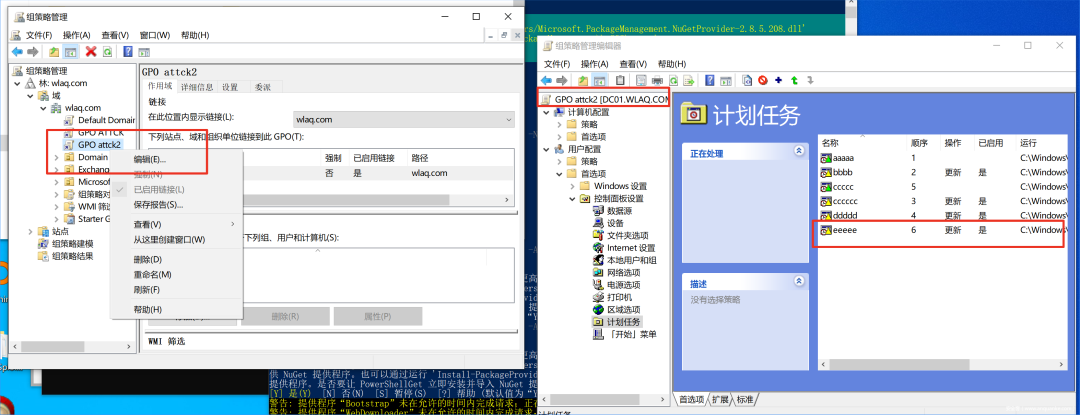 组策略管理
文件(F) 操作(A) 查看(V) 窗口(W) 帮助(H)
组策略管理
林: wlaq.com
域
wlaq.com
Default Domain
GPO ATTCK
GPO attck2
Domain
Exchang
Microsof
组策略对
WMI 筛选
Starter G
站点
组策略建模
组策略结果
编辑(E)...
强制(N)
已启用链接(L)
保存报告(S)...
查看(V)
从这里创建窗口(W)
删除(D)
重命名(M)
刷新(F)
帮助(H)
GPO attck2
作用域 详细信息 设置 委派
链接
在此位置内显示链接(L): wlaq.com
下列站点、域和组织单位链接到此 GPO(T):
强制 已启用链接 路径
否 是 wlaq.com
下列组、用户和计算机(S):
删除(R) 属性(P)
WMI 筛选
rs/Microsoft.PackageManagement.NuGetProvider-2.8.5.208.dll'
供 NuGet 提供程序。也可以通过运行 'Install-PackageProvid
提供程序。是否要让 PowerShellGet 立即安装并导入 NuGet 提
[Y] 是(Y) [N] 否(N) [S] 暂停(S) [?] 帮助 (默认值为"Y
警告: 提供程序"Bootstrap"未在允许的时间内完成请求: 正
警告: 提供程序"WebDownloader"未在允许的时间内完成请求
组策略管理编辑器
文件(F) 操作(A) 查看(V) 帮助(H)
GPO attck2 [DC01.WLAQ.COM
计算机配置
策略
首选项
用户配置
策略
首选项
Windows 设置
控制面板设置
数据源
设备
文件夹选项
Internet 设置
本地用户和组
网络选项
电源选项
打印机
区域选项
计划任务
「开始」菜单
计划任务
正在处理
描述
没有选择策略
名称 顺序 操作 已启用 运行
aaaaa 1 是 C:\Windows\
bbbb 2 更新 是 C:\Windows\
ccccc 5 C:\Windows\
cccccc 3 更新 是 C:\Windows\
ddddd 4 更新 是 C:\Windows\
eeeee 6 更新 是 C:\Windows\
首选项 扩展 标准
计划任务